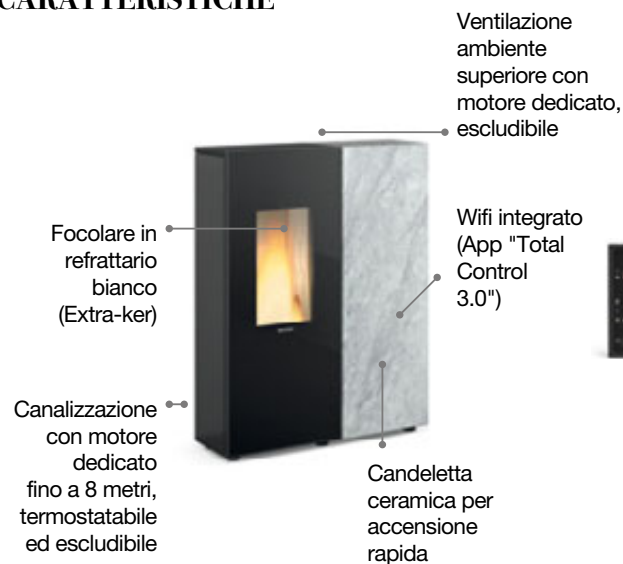 CARATTERISTICHE
Ventilazione
ambiente
superiore con
motore dedicato,
escludibile
Focolare in
refrattario
bianco
(Extra-ker)
Wifi integrato
(App "Total
Control
3.0")
Canalizzazione
con motore
dedicato
fino a 8 metri,
termostatabile
ed escludibile
Candeletta
ceramica per
accensione
rapida